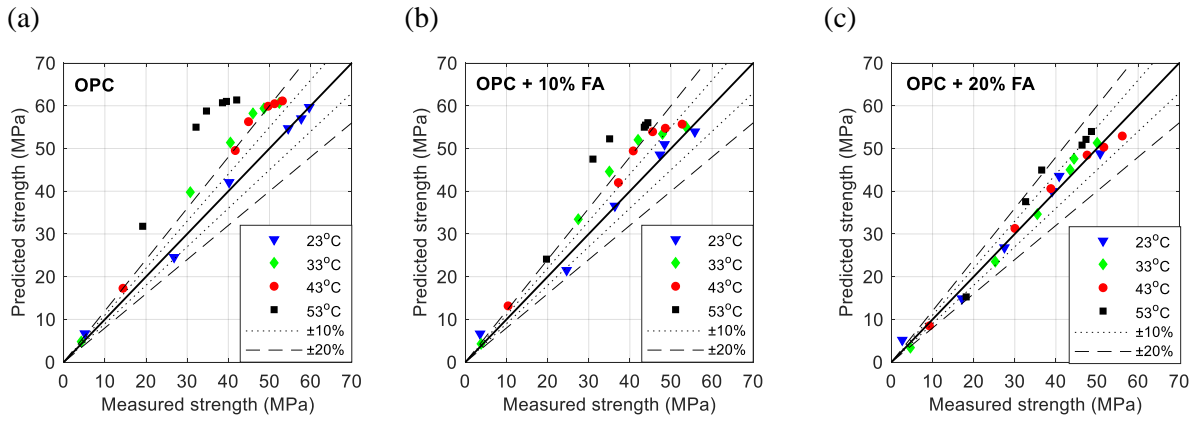 (a)
(b)
(c)
OPC
70
60
50
40
30
20
10
0
Predicted strength (MPa)
23°C
33°C
43°C
53°C
±10%
±20%
0 10 20 30 40 50 60 70
Measured strength (MPa)
OPC + 10% FA
70
60
50
40
30
20
10
0
Predicted strength (MPa)
23°C
33°C
43°C
53°C
±10%
±20%
0 10 20 30 40 50 60 70
Measured strength (MPa)
OPC + 20% FA
70
60
50
40
30
20
10
0
Predicted strength (MPa)
23°C
33°C
43°C
53°C
±10%
±20%
0 10 20 30 40 50 60 70
Measured strength (MPa)